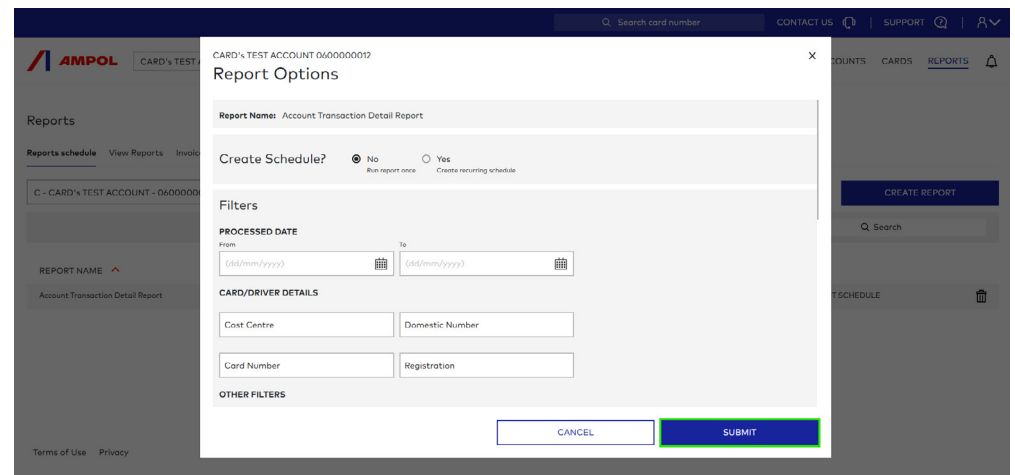 Search card number
CONTACT US
SUPPORT
AMPOL
CARD's TEST
COUNTS
CARDS
REPORTS
CARD's TEST ACCOUNT 0600000012
X
Report Options
Reports
Report Name: Account Transaction Detail Report
Reports schedule
View Reports
Invoic
Create Schedule?
No
Run report once
Yes
Create recurring schedule
C - CARD's TEST ACCOUNT - 0600000
CREATE REPORT
Filters
Search
PROCESSED DATE
From
To
(dd/mm/yyyy)
(dd/mm/yyyy)
REPORT NAME
CARD/DRIVER DETAILS
Account Transaction Detail Report
T SCHEDULE
Cost Centre
Domestic Number
Card Number
Registration
OTHER FILTERS
CANCEL
SUBMIT
Terms of Use
Privacy